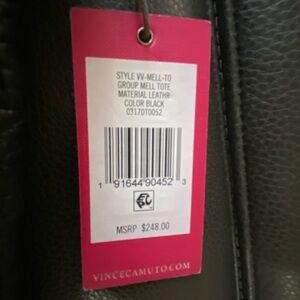 STYLE VV-MELL-TO
GROUP MELL TOTE
MATERIAL LEATHR
COLOR BLACK
03170T0052
1 91644 90452 3
MSRP $248.00
VINCECAMUTO.COM